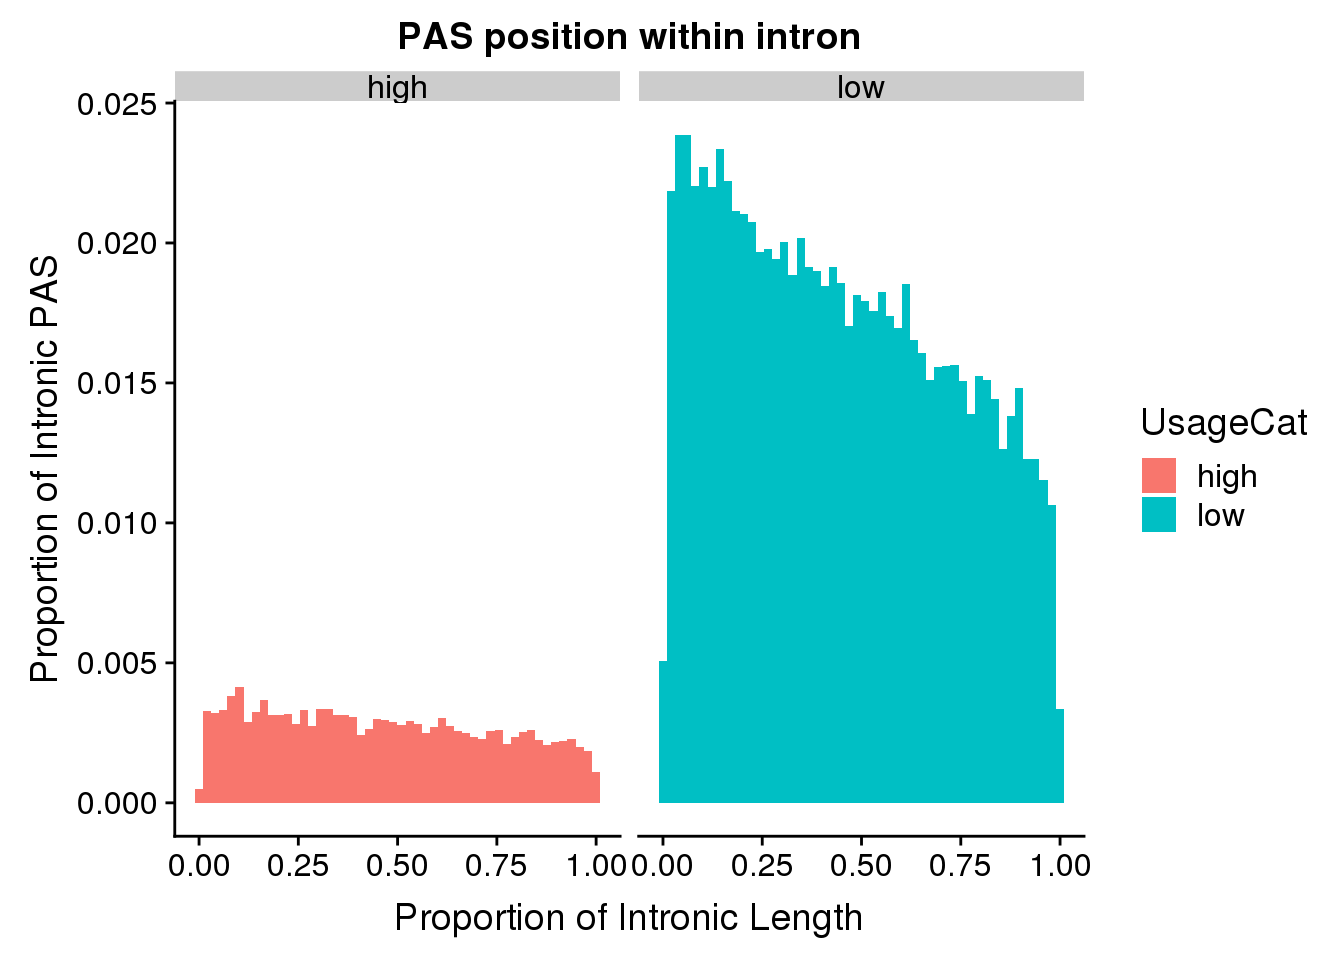 PAS position within intron
high
low
Proportion of Intronic PAS
0.025
0.020
0.015
0.010
0.005
0.000
0.00 0.25 0.50 0.75 1.00
0.00 0.25 0.50 0.75 1.00
Proportion of Intronic Length
UsageCat
high
low